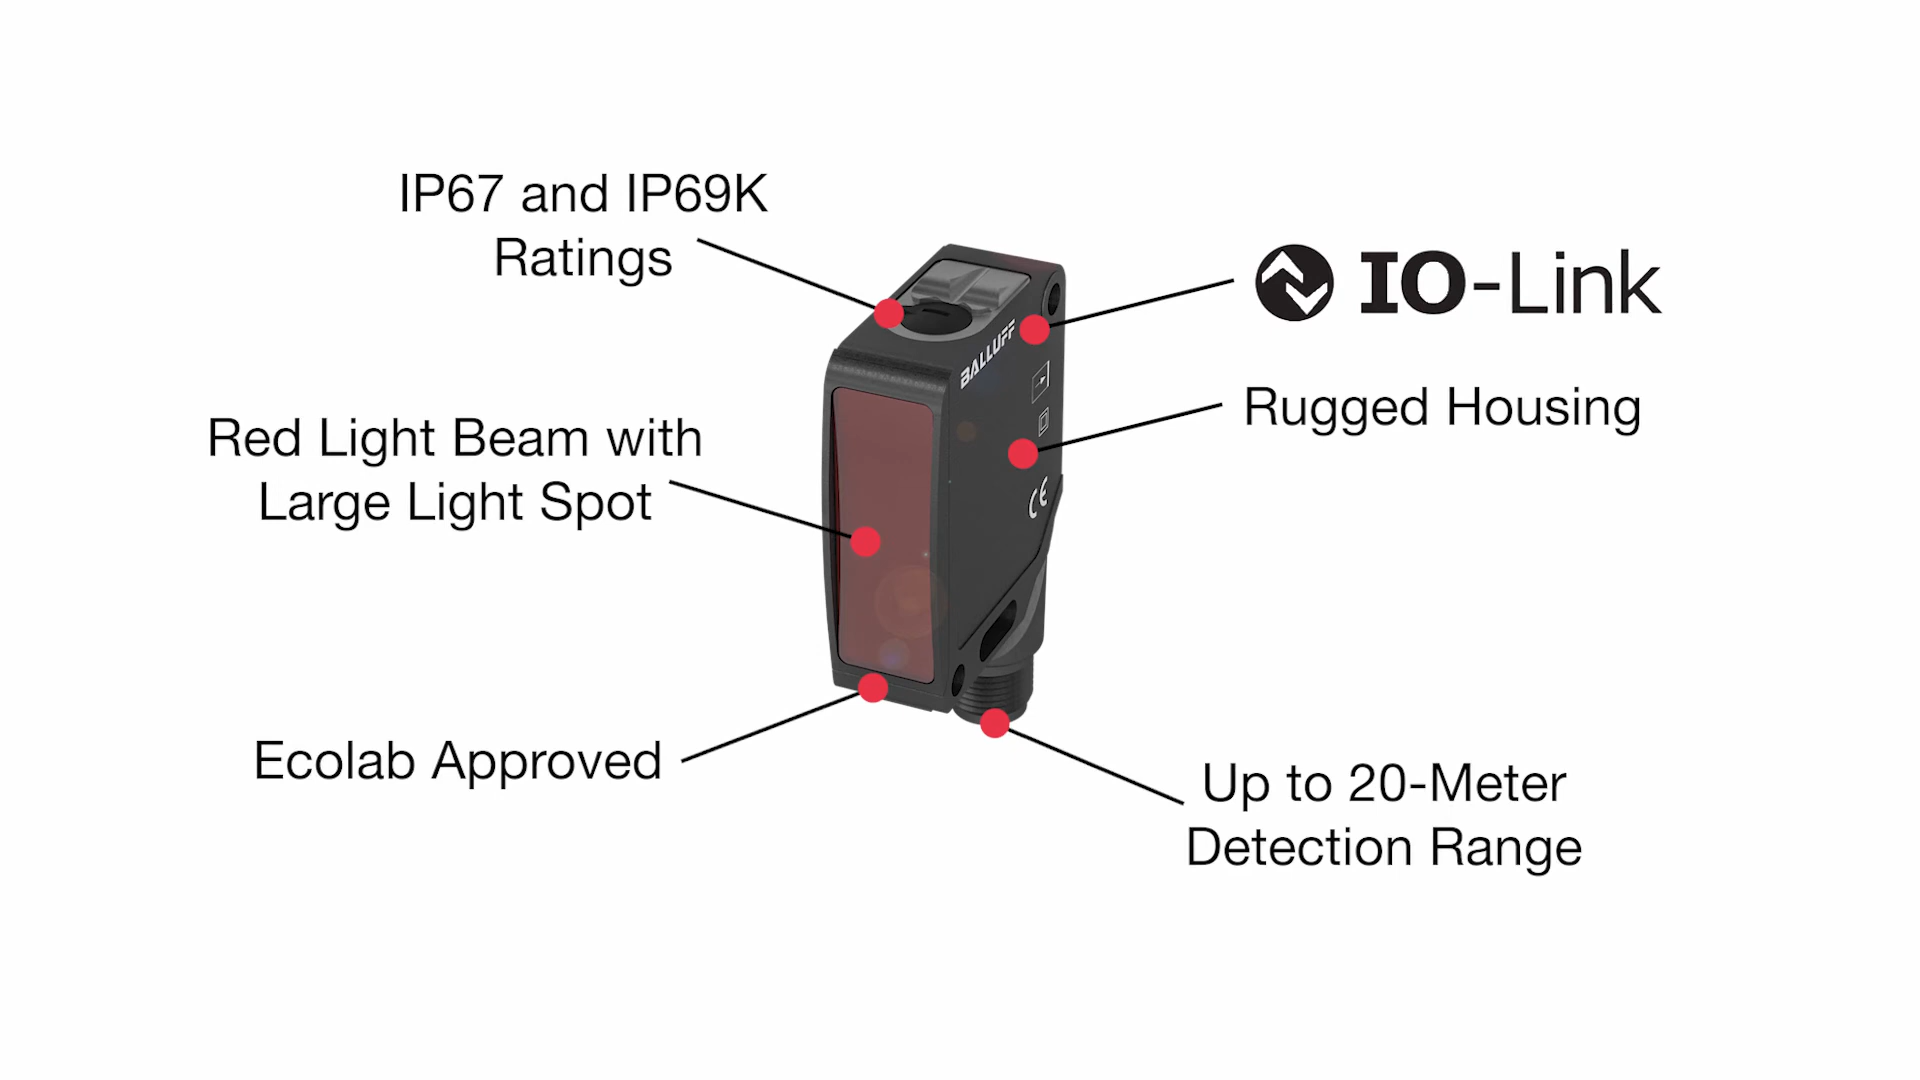 IP67 and IP69K
Ratings
IO-Link
BALLUFF
Rugged Housing
Red Light Beam with
Large Light Spot
CE
Ecolab Approved
Up to 20-Meter
Detection Range